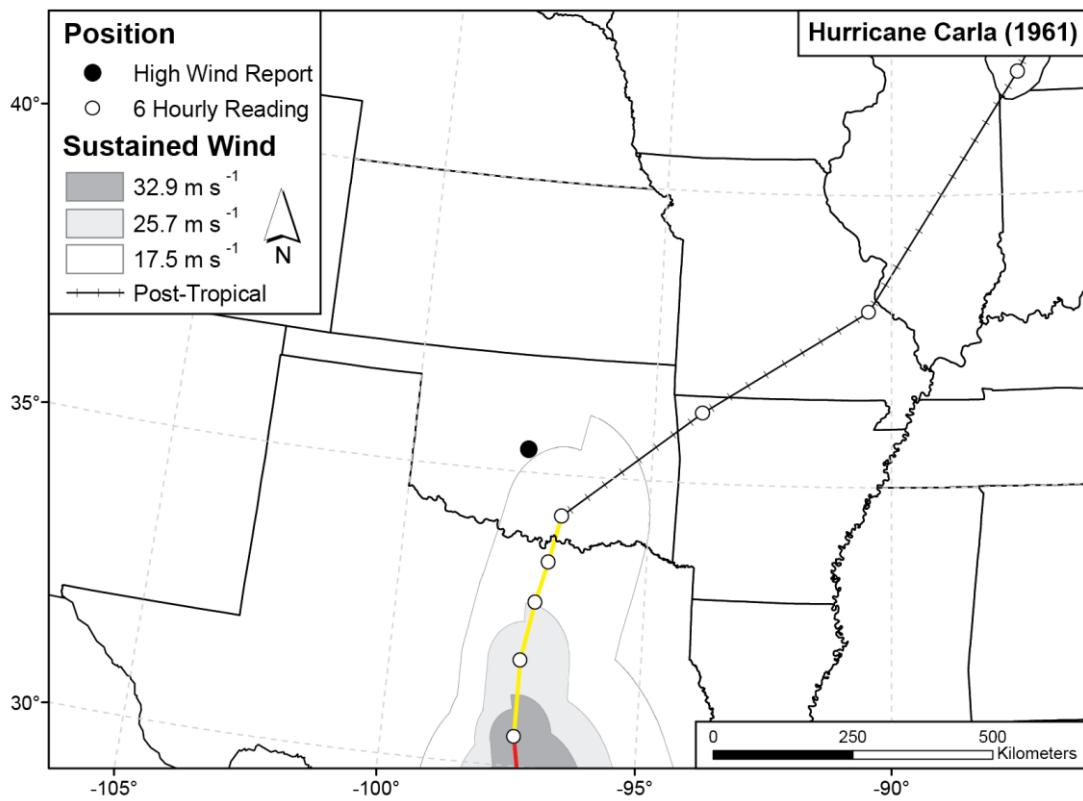 Hurricane Carla (1961)
Position
High Wind Report
6 Hourly Reading
Sustained Wind
32.9 m s -1
25.7 m s -1
17.5 m s -1
N
Post-Tropical
40°
35°
30°
0 250 500
Kilometers
-105° -100° -95° -90°